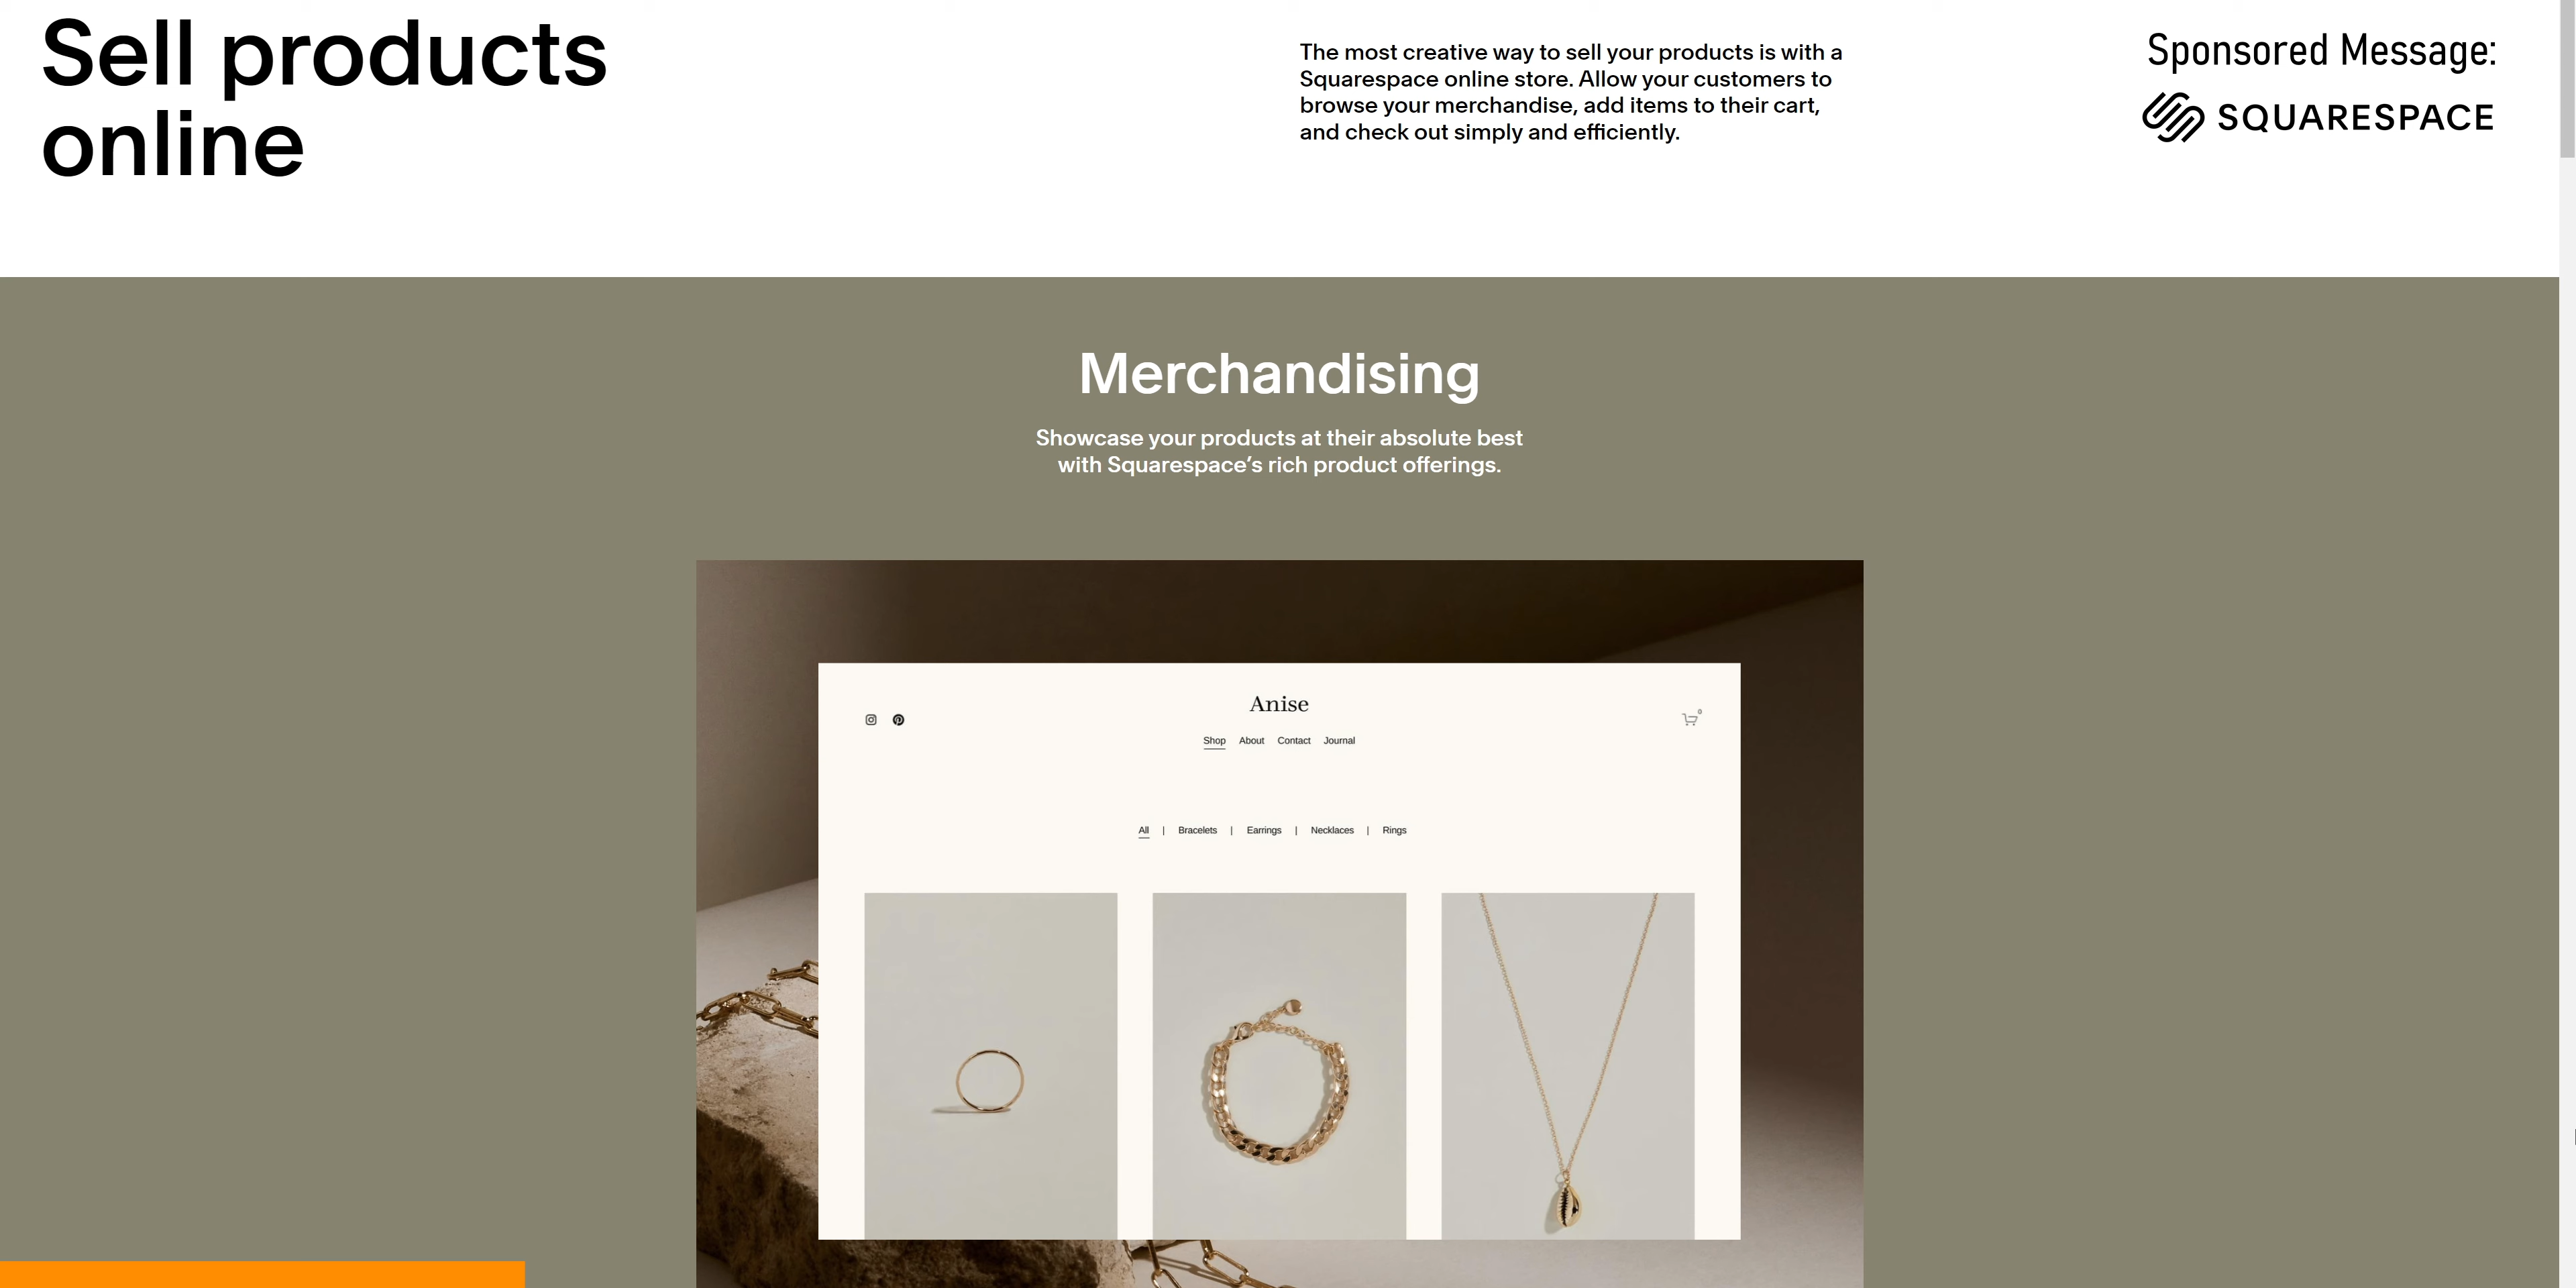 Sell products
online
The most creative way to sell your products is with a
Squarespace online store. Allow your customers to
browse your merchandise, add items to their cart,
and check out simply and efficiently.
Sponsored Message:
SQUARESPACE
Merchandising
Showcase your products at their absolute best
with Squarespace’s rich product offerings.
Anise
0
Shop About Contact Journal
All | Bracelets | Earrings | Necklaces | Rings